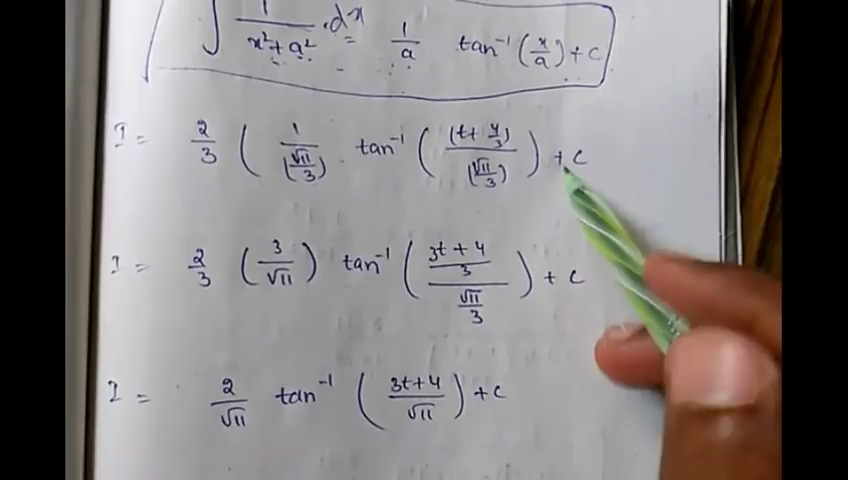 ∫ 1/(x²+a²) .dx = 1/a tan⁻¹(x/a)+c
I = 2/3 ( 1/(√11/3) tan⁻¹ ( (t+4/3)/(√11/3) ) + c
I = 2/3 (3/√11) tan⁻¹ ( ((3t+4)/3)/(√11/3) ) + c
I = 2/√11 tan⁻¹ ( (3t+4)/√11 ) + c